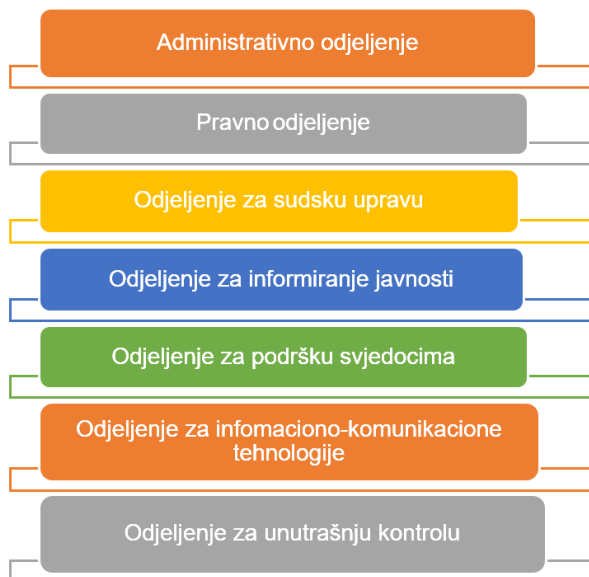 Administrativno odjeljenje
Pravno odjeljenje
Odjeljenje za sudsku upravu
Odjeljenje za informiranje javnosti
Odjeljenje za podršku svjedocima
Odjeljenje za infomaciono-komunikacione
tehnologije
Odjeljenje za unutrašnju kontrolu